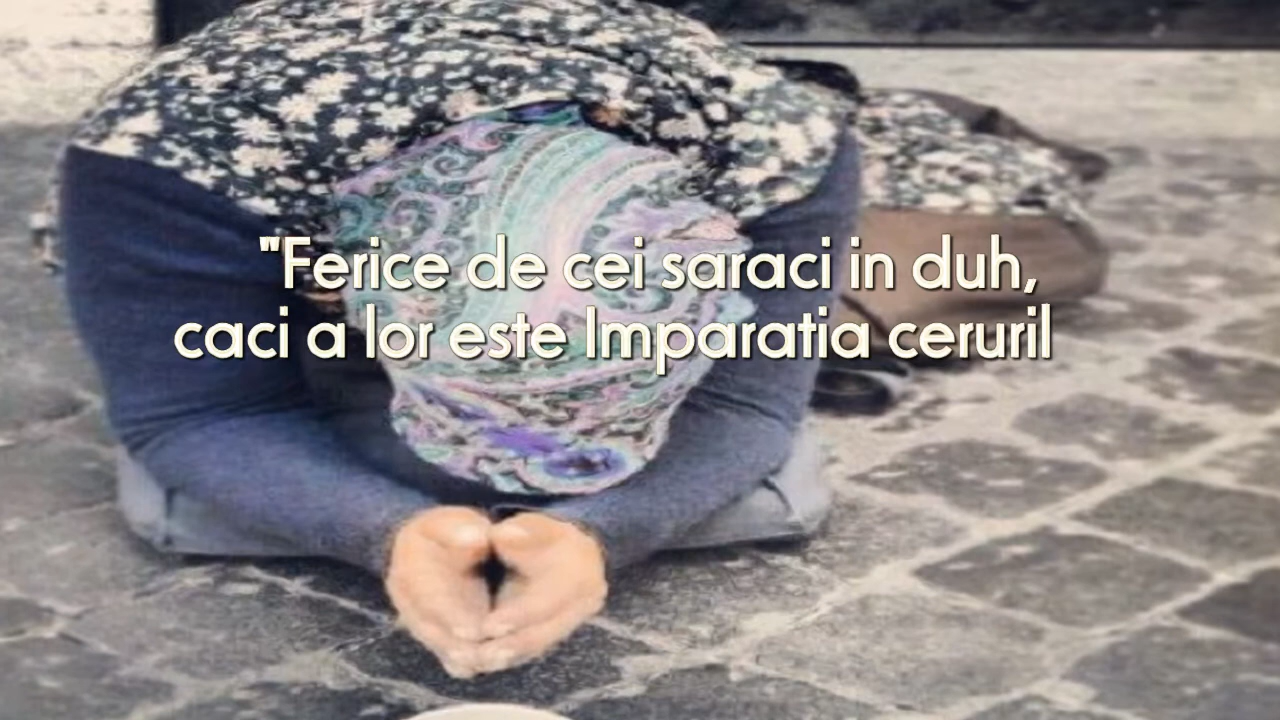 "Ferice de cei saraci in duh,
caci a lor este Imparatia ceruril